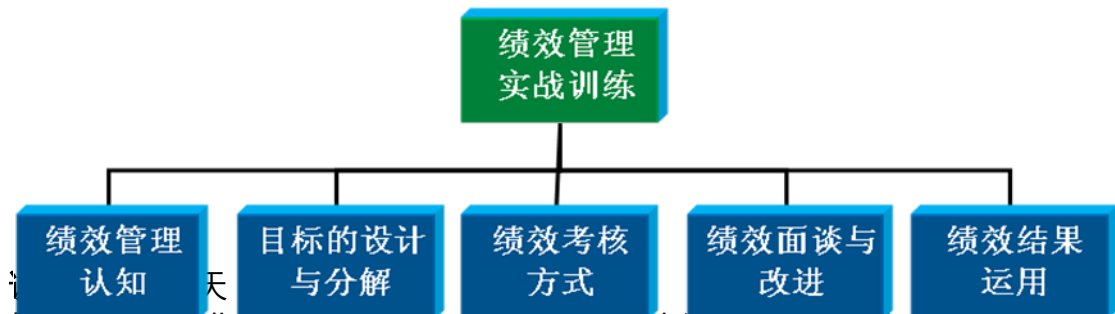 绩效管理
实战训练
绩效管理
认知
目标的设计
与分解
绩效考核
方式
绩效面谈与
改进
绩效结果
运用
天